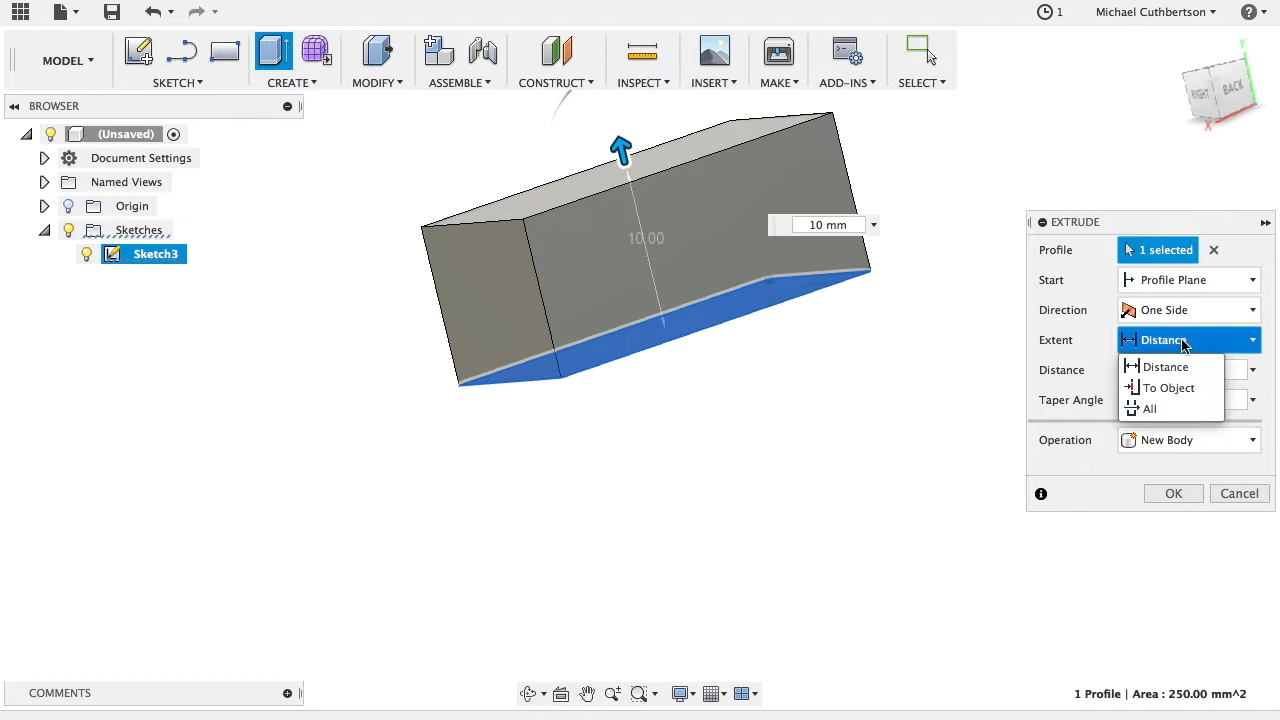 1 Michael Cuthbertson
MODEL SKETCH CREATE MODIFY ASSEMBLE CONSTRUCT INSPECT INSERT MAKE ADD-INS SELECT
Y
RIGHT BACK
X
BROWSER
(Unsaved)
Document Settings
Named Views
Origin
Sketches
Sketch3
10.00
10 mm
EXTRUDE
Profile 1 selected
Start Profile Plane
Direction One Side
Extent Distance
Distance
To Object
All
Distance
Taper Angle
Operation New Body
OK Cancel
COMMENTS
1 Profile | Area : 250.00 mm^2